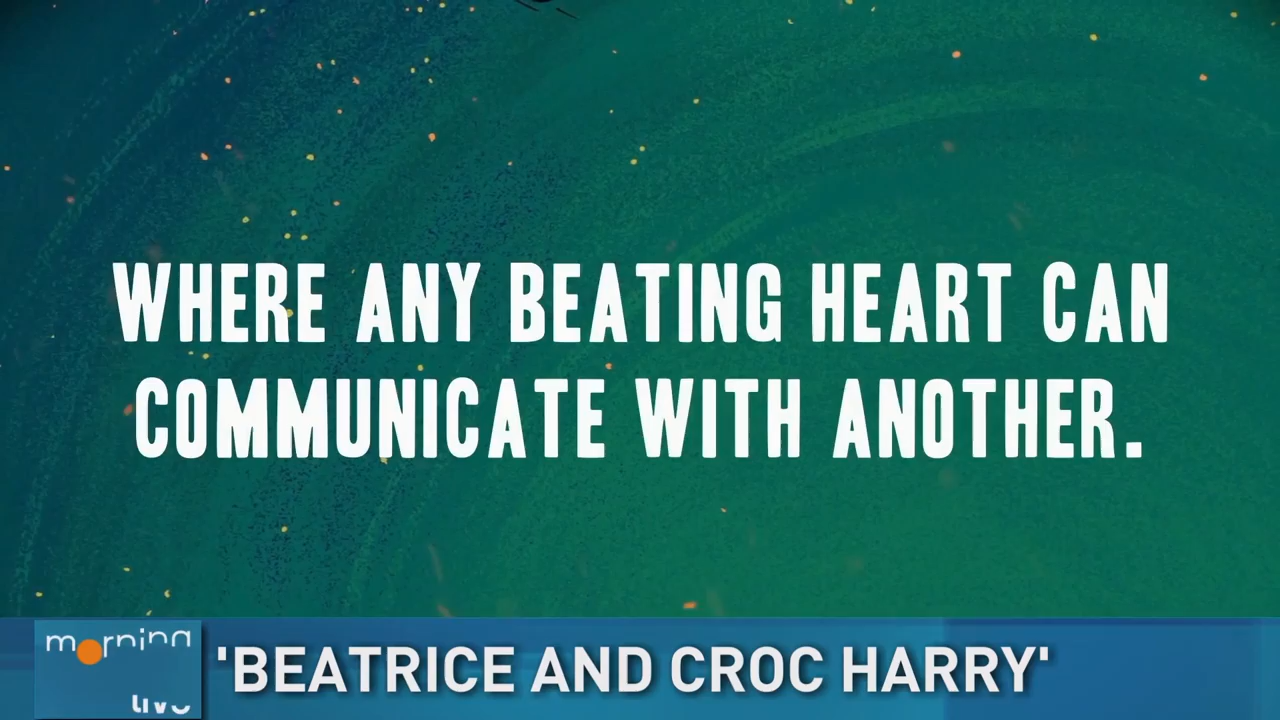 WHERE ANY BEATING HEART CAN
COMMUNICATE WITH ANOTHER.
morning
live
'BEATRICE AND CROC HARRY'